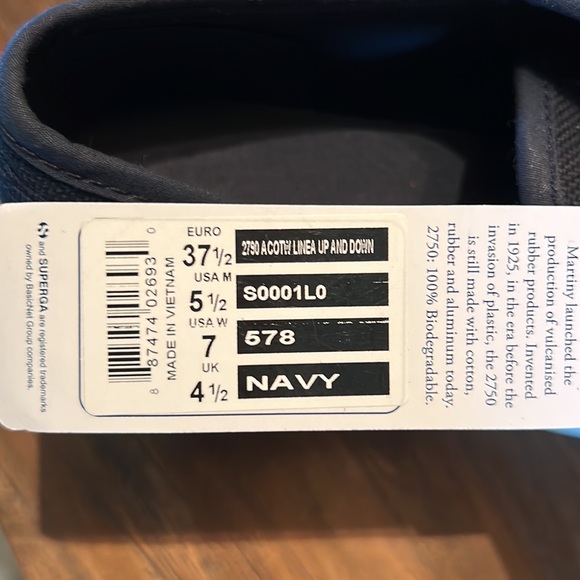 and SUPERGA are registered trademarks
owned by BasicNet Group companies.
8 87474 02693 0
MADE IN VIETNAM
EURO
37 1/2
USA M
5 1/2
USA W
7
UK
4 1/2
2790 ACOTW LINEA UP AND DOWN
S0001L0
578
NAVY
Martiny launched the
production of vulcanised
rubber products. Invented
in 1925, in the era before the
invasion of plastic, the 2750
is still made with cotton,
rubber and aluminum today.
2750: 100% Biodegradable.